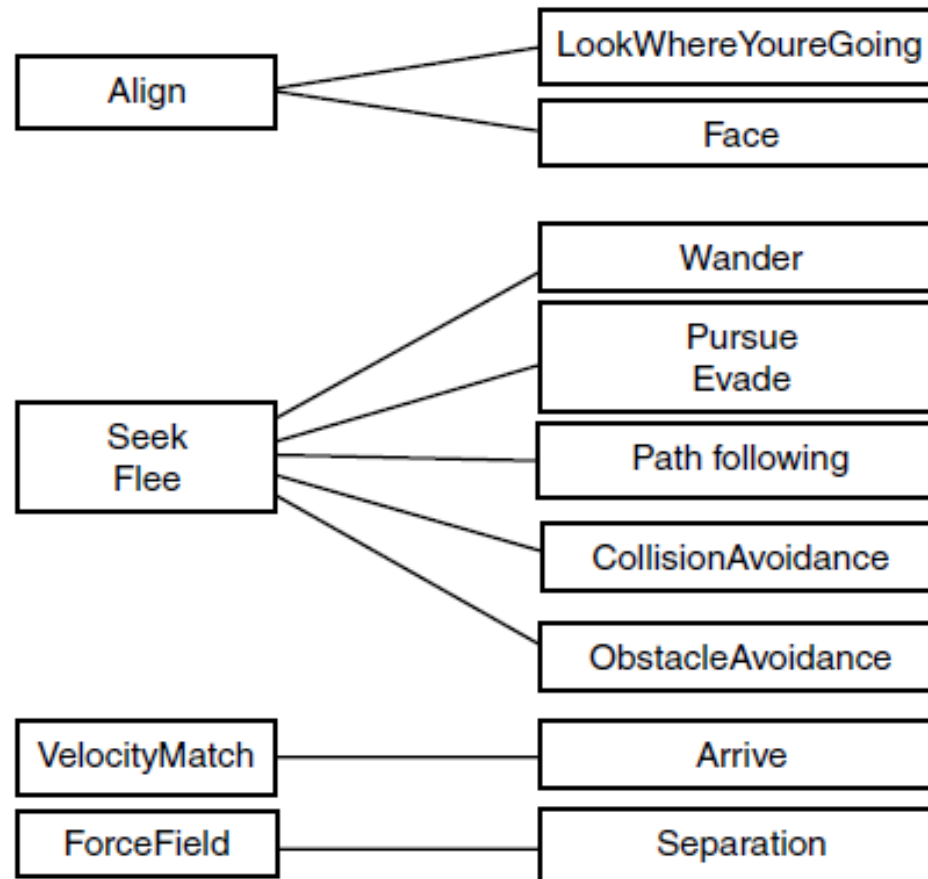 Align
LookWhereYoureGoing
Face
Seek
Flee
Wander
Pursue
Evade
Path following
CollisionAvoidance
ObstacleAvoidance
VelocityMatch
Arrive
ForceField
Separation